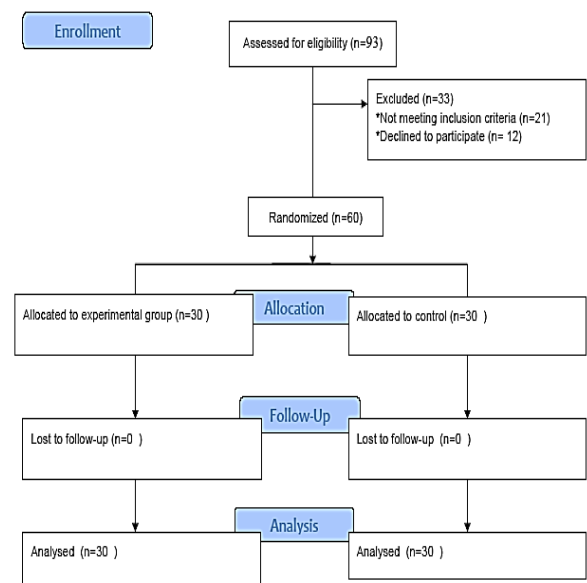 Enrollment
Assessed for eligibility (n=93)
Excluded (n=33)
*Not meeting inclusion criteria (n=21)
*Declined to participate (n= 12)
Randomized (n=60)
Allocation
Allocated to experimental group (n=30 )
Allocated to control (n=30 )
Follow-Up
Lost to follow-up (n=0 )
Lost to follow-up (n=0 )
Analysis
Analysed (n=30 )
Analysed (n=30 )